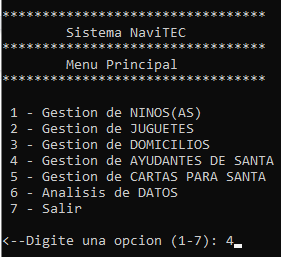 *********************************
Sistema NaviTEC
*********************************
Menu Principal
*********************************
1 - Gestion de NINOS(AS)
2 - Gestion de JUGUETES
3 - Gestion de DOMICILIOS
4 - Gestion de AYUDANTES DE SANTA
5 - Gestion de CARTAS PARA SANTA
6 - Analisis de DATOS
7 - Salir
<--Digite una opcion (1-7): 4